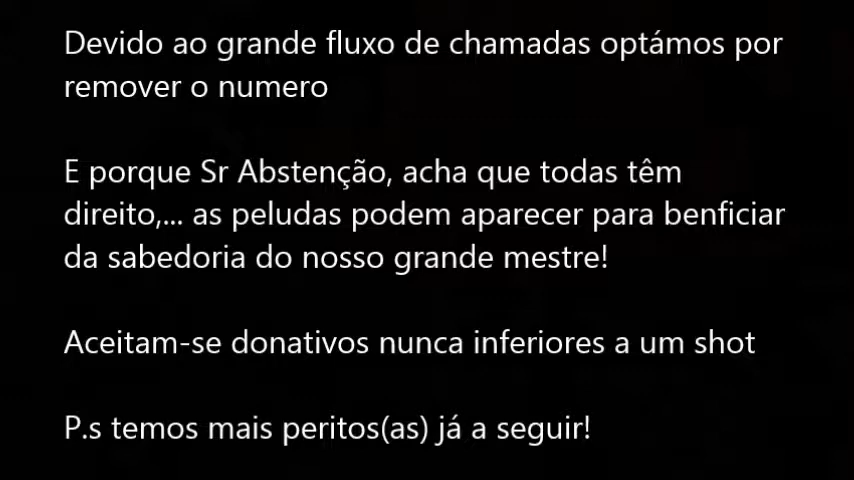 Devido ao grande fluxo de chamadas optámos por
remover o numero
E porque Sr Abstenção, acha que todas têm
direito,... as peludas podem aparecer para benficiar
da sabedoria do nosso grande mestre!
Aceitam-se donativos nunca inferiores a um shot
P.s temos mais peritos(as) já a seguir!